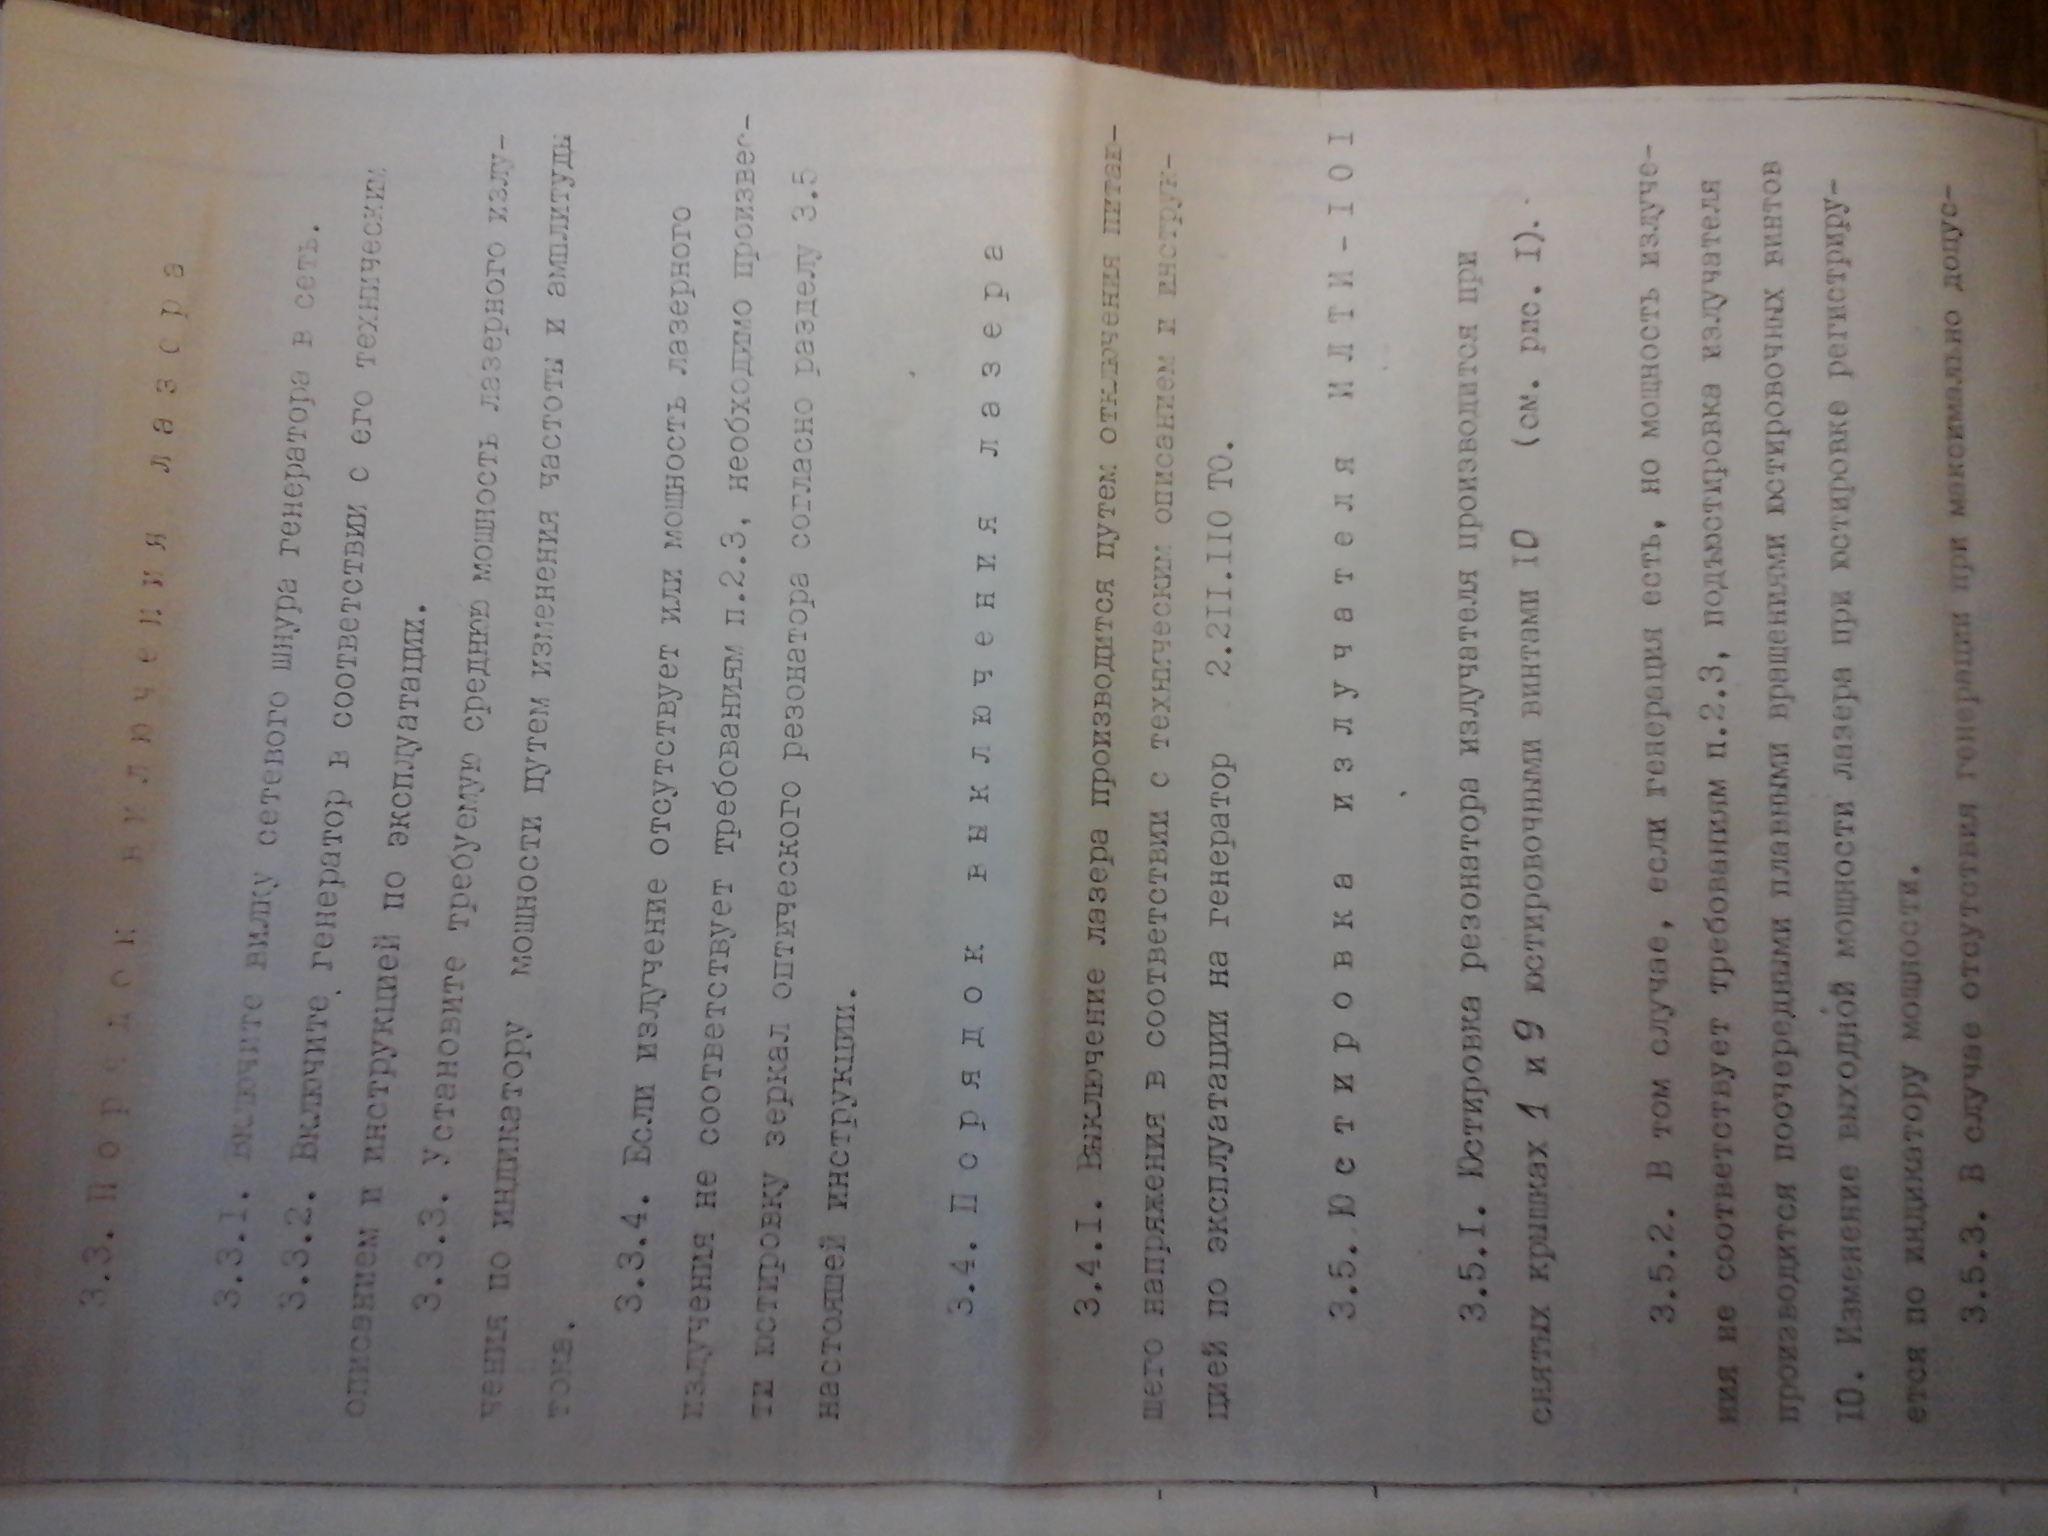 3.3. Порядок включения лазера
3.3.1. Включите вилку сетевого шнура генератора в сеть.
3.3.2. Включите генератор в соответствии с его техническим
описанием и инструкцией по эксплуатации.
3.3.3. Установите требуемую среднюю мощность лазерного излу-
чения по индикатору мощности путем изменения частоты и амплитуды
тока.
3.3.4. Если излучение отсутствует или мощность лазерного
излучения не соответствует требованиям п.2.3, необходимо произвес-
ти юстировку зеркал оптического резонатора согласно разделу 3.5
настоящей инструкции.
3.4. Порядок выключения лазера
3.4.1. Выключение лазера производится путем отключения питаю-
щего напряжения в соответствии с техническим описанием и инструк-
цией по эксплуатации на генератор 2.211.110 ТО.
3.5. Юстировка излучателя ИЛТИ-101
3.5.1. Юстировка резонатора излучателя производится при
снятых крышках 1 и 9 юстировочными винтами 10 (см. рис. 1).
3.5.2. В том случае, если генерация есть, но мощность излуче-
ния не соответствует требованиям п.2.3, подъюстировка излучателя
производится поочередными плавными вращениями юстировочных винтов
10. Изменение выходной мощности лазера при юстировке регистриру-
ется по индикатору мощности.
3.5.3. В случае отсутствия генерации при максимально допус-